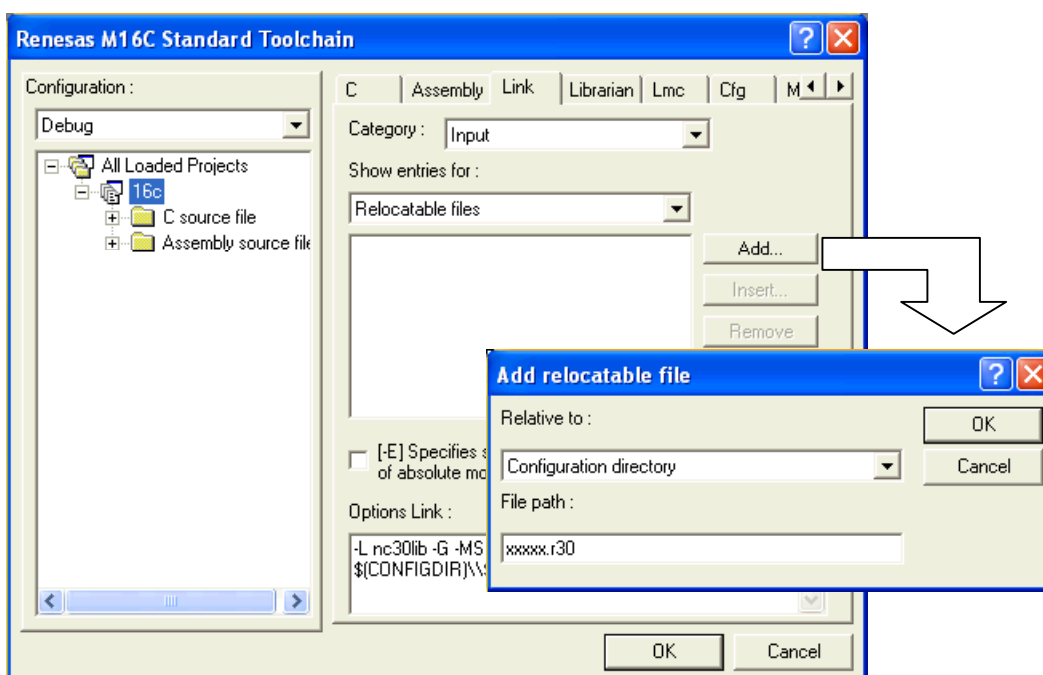 Renesas M16C Standard Toolchain
Configuration :
Debug
All Loaded Projects
16c
C source file
Assembly source file
C
Assembly
Link
Librarian
Lmc
Cfg
M
Category :
Input
Show entries for :
Relocatable files
Add...
Insert...
Remove
[-E] Specifies s
of absolute mo
Options Link :
-L nc30lib -G -MS
$(CONFIGDIR)\\$
Add relocatable file
Relative to :
Configuration directory
File path :
xxxxx.r30
OK
Cancel
OK
Cancel